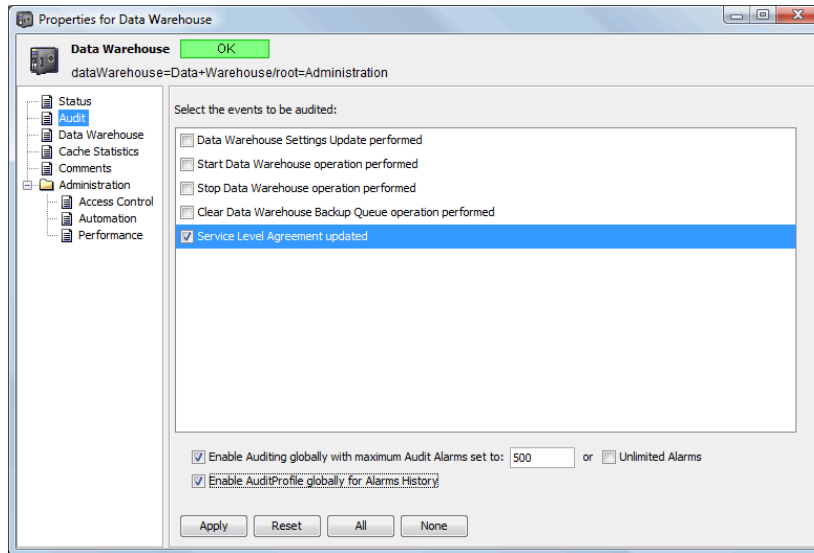 Properties for Data Warehouse
Data Warehouse OK
dataWarehouse=Data+Warehouse/root=Administration
Status
Audit
Data Warehouse
Cache Statistics
Comments
Administration
Access Control
Automation
Performance
Select the events to be audited:
Data Warehouse Settings Update performed
Start Data Warehouse operation performed
Stop Data Warehouse operation performed
Clear Data Warehouse Backup Queue operation performed
Service Level Agreement updated
Enable Auditing globally with maximum Audit Alarms set to: 500 or Unlimited Alarms
Enable AuditProfile globally for Alarms History
Apply Reset All None